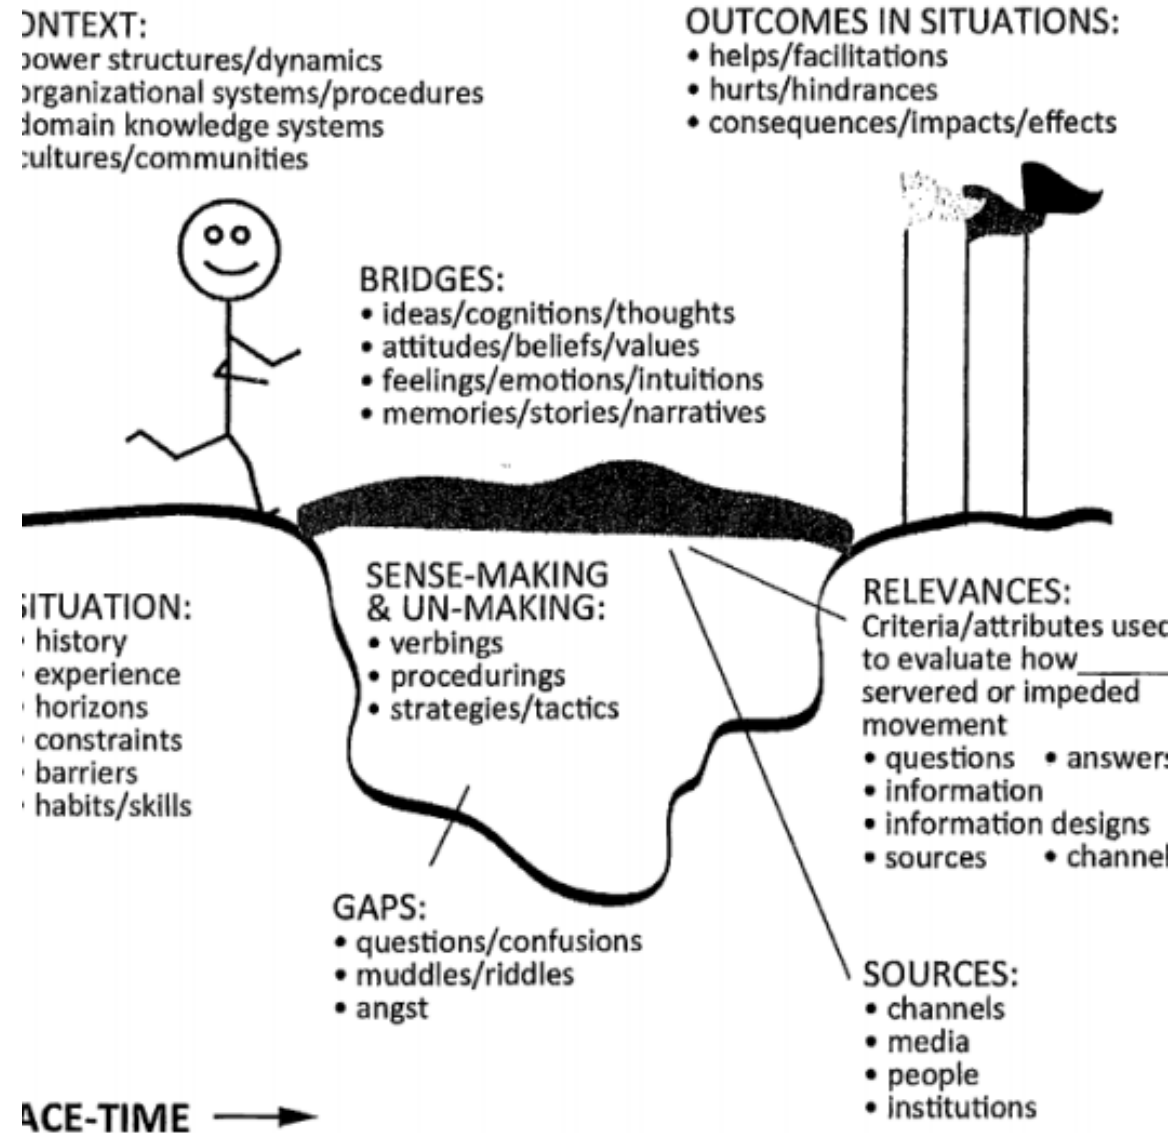 ONTEXT:
power structures/dynamics
organizational systems/procedures
domain knowledge systems
cultures/communities
OUTCOMES IN SITUATIONS:
• helps/facilitations
• hurts/hindrances
• consequences/impacts/effects
BRIDGES:
• ideas/cognitions/thoughts
• attitudes/beliefs/values
• feelings/emotions/intuitions
• memories/stories/narratives
SITUATION:
• history
• experience
• horizons
• constraints
• barriers
• habits/skills
SENSE-MAKING
& UN-MAKING:
• verbings
• procedurings
• strategies/tactics
RELEVANCES:
Criteria/attributes used
to evaluate how______
servered or impeded
movement
• questions • answers
• information
• information designs
• sources • channel
GAPS:
• questions/confusions
• muddles/riddles
• angst
SOURCES:
• channels
• media
• people
• institutions
ACE-TIME